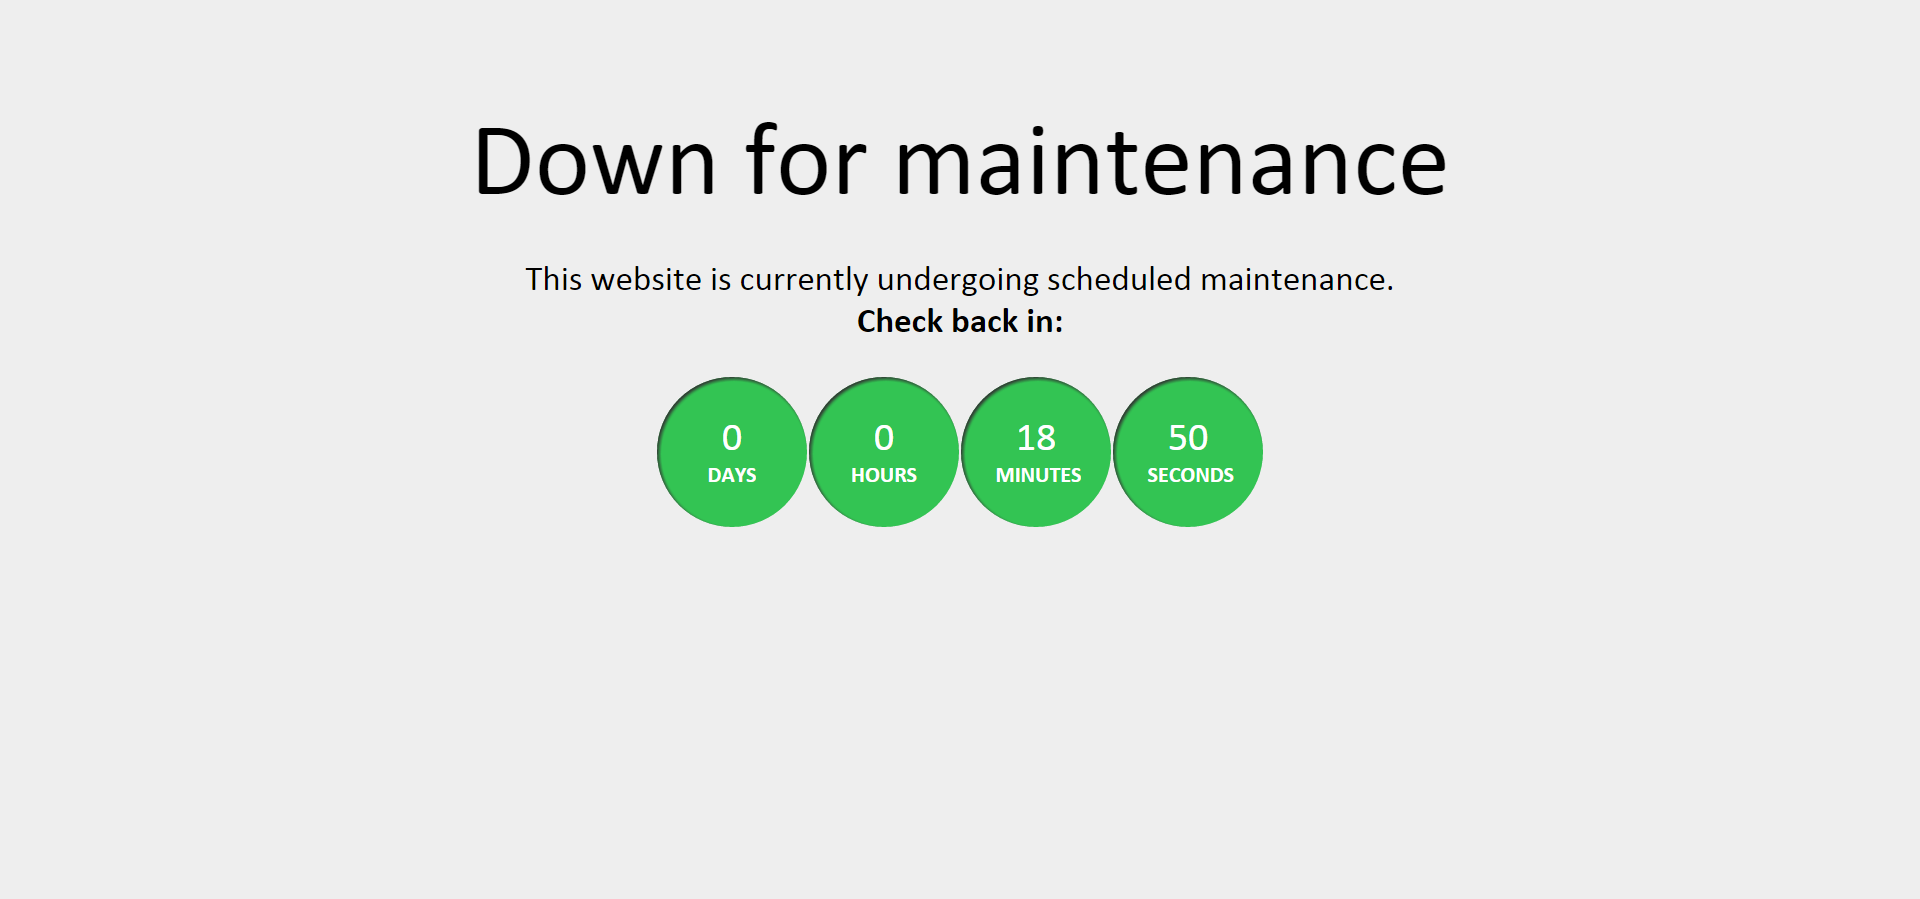 Down for maintenance
This website is currently undergoing scheduled maintenance.
Check back in:
0 0 18 50
DAYS HOURS MINUTES SECONDS